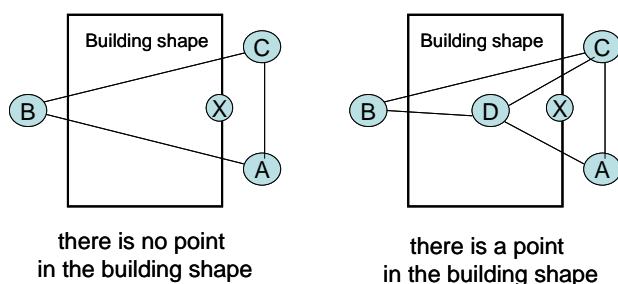 Building shape
C
B
X
A
there is no point
in the building shape
Building shape
C
B
D
X
A
there is a point
in the building shape